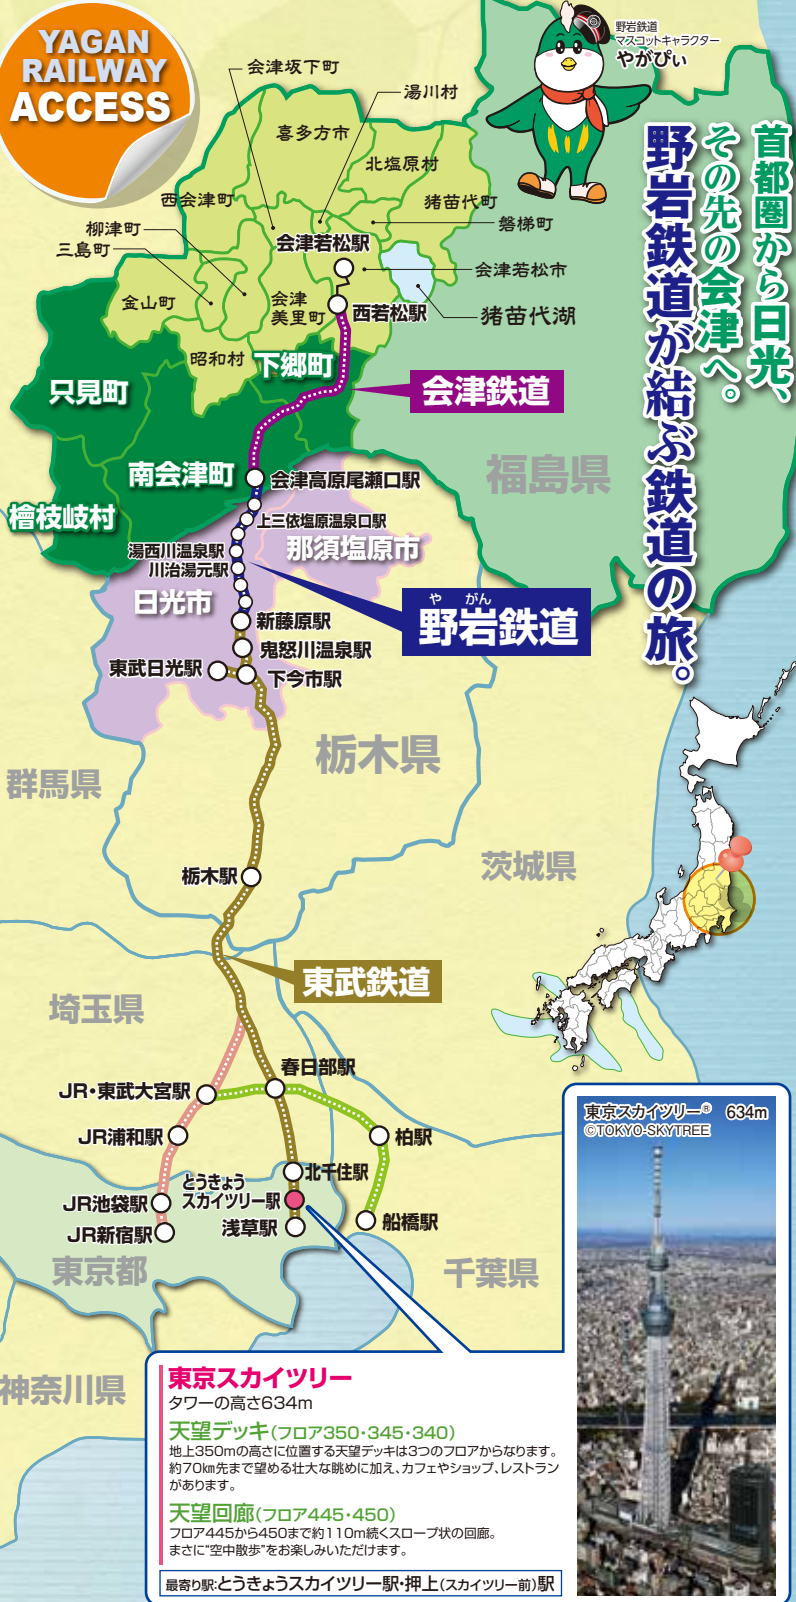 YAGAN
RAILWAY
ACCESS
野岩鉄道
マスコットキャラクター
やがぴぃ
首都圏から日光、
その先の会津へ。
野岩鉄道が結ぶ鉄道の旅。
会津坂下町
湯川村
喜多方市
北塩原村
西会津町
猪苗代町
柳津町
磐梯町
三島町
会津若松駅
会津若松市
金山町
会津
美里町
西若松駅
猪苗代湖
昭和村
下郷町
只見町
会津鉄道
福島県
南会津町
会津高原尾瀬口駅
檜枝岐村
上三依塩原温泉口駅
湯西川温泉駅
那須塩原市
川治湯元駅
日光市
や がん
野岩鉄道
新藤原駅
鬼怒川温泉駅
東武日光駅
下今市駅
栃木県
群馬県
茨城県
栃木駅
東武鉄道
埼玉県
春日部駅
JR・東武大宮駅
JR浦和駅
柏駅
北千住駅
とうきょう
スカイツリー駅
JR池袋駅
浅草駅
船橋駅
JR新宿駅
東京都
千葉県
神奈川県
東京スカイツリー® 634m
©TOKYO-SKYTREE
東京スカイツリー
タワーの高さ634m
天望デッキ(フロア350・345・340)
地上350mの高さに位置する天望デッキは3つのフロアからなります。
約70km先まで望める壮大な眺めに加え、カフェやショップ、レストラン
があります。
天望回廊(フロア445・450)
フロア445から450まで約110m続くスロープ状の回廊。
まさに"空中散歩"をお楽しみいただけます。
最寄り駅:とうきょうスカイツリー駅・押上(スカイツリー前)駅